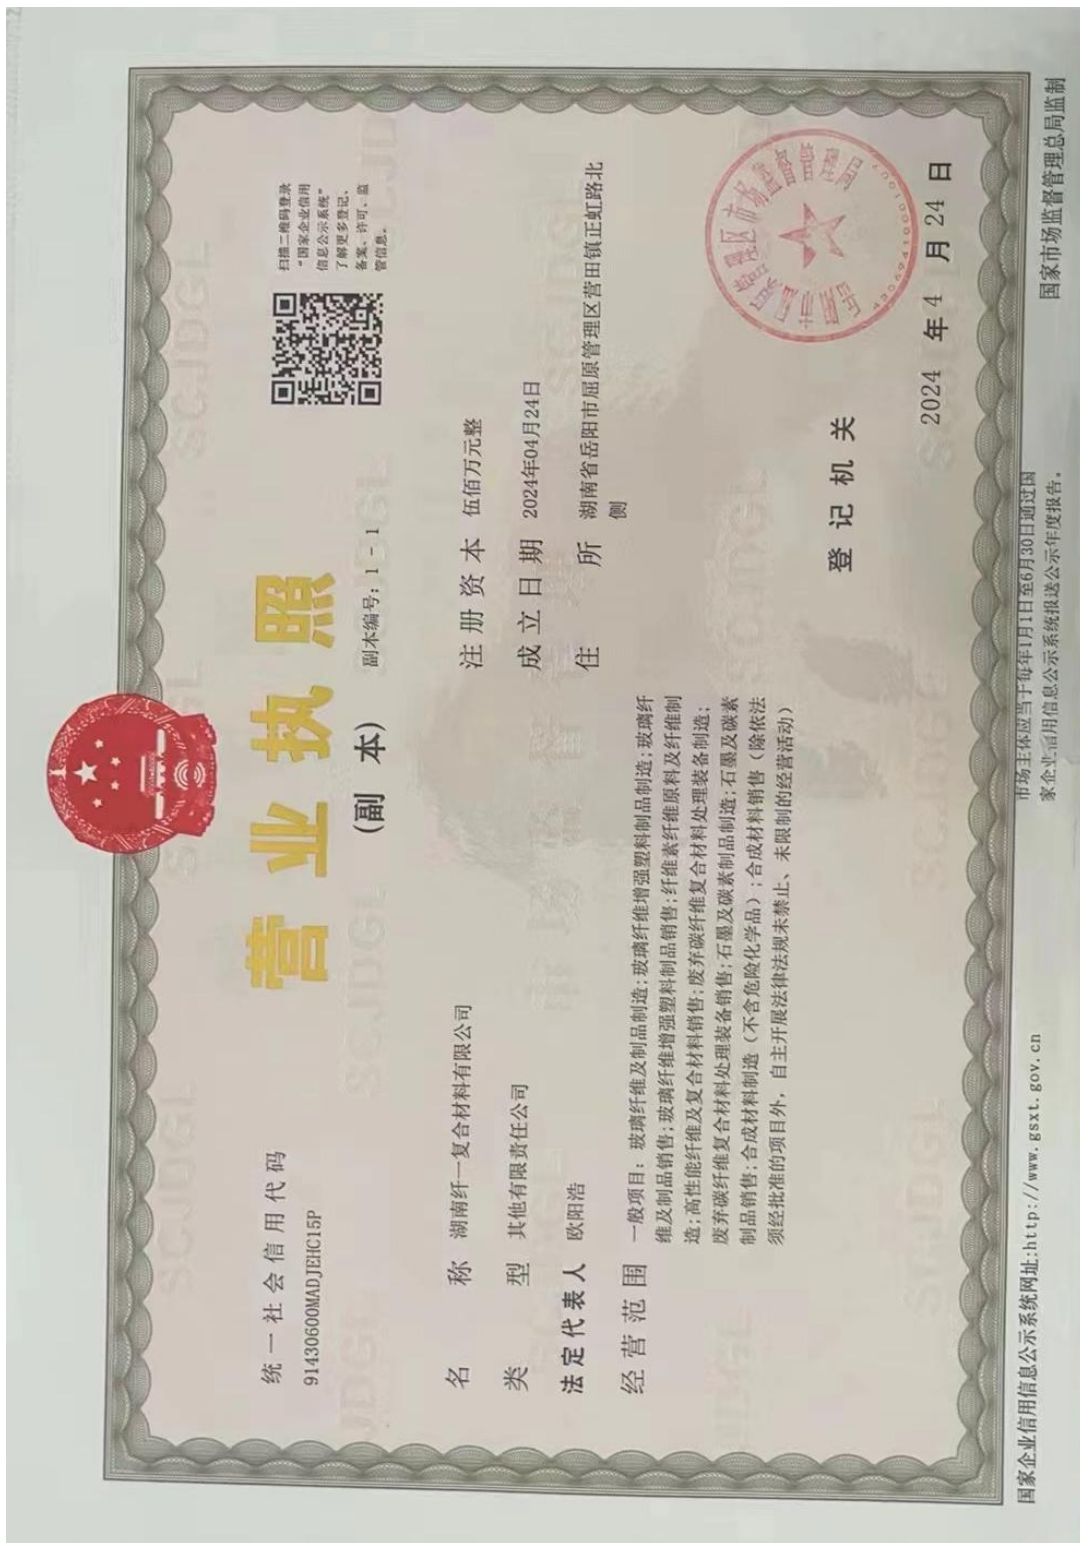 营业执照
(副 本)
副本编号：1－1
统一社会信用代码
91430600MADJEHC15P
扫描二维码登录
“国家企业信用
信息公示系统”
了解更多登记、
备案、许可、监
管信息。
名 称 湖南纤一复合材料有限公司
类 型 其他有限责任公司
法定代表人 欧阳浩
经营范围 一般项目：玻璃纤维及制品制造;玻璃纤维增强塑料制品制造;玻璃纤
维及制品销售;玻璃纤维增强塑料制品销售;纤维素纤维原料及纤维制
造;高性能纤维及复合材料销售;废弃碳纤维复合材料处理装备制造;
废弃碳纤维复合材料处理装备销售;石墨及碳素制品制造;石墨及碳素
制品销售;合成材料制造（不含危险化学品）;合成材料销售（除依法
须经批准的项目外，自主开展法律法规未禁止、未限制的经营活动）
注册资本 伍佰万元整
成立日期 2024年04月24日
住 所 湖南省岳阳市屈原管理区营田镇正虹路北
侧
登记机关
2024 年 4 月 24 日
国家企业信用信息公示系统网址:http://www.gsxt.gov.cn
市场主体应当于每年1月1日至6月30日通过国
家企业信用信息公示系统报送公示年度报告。
国家市场监督管理总局监制
SCJDGL